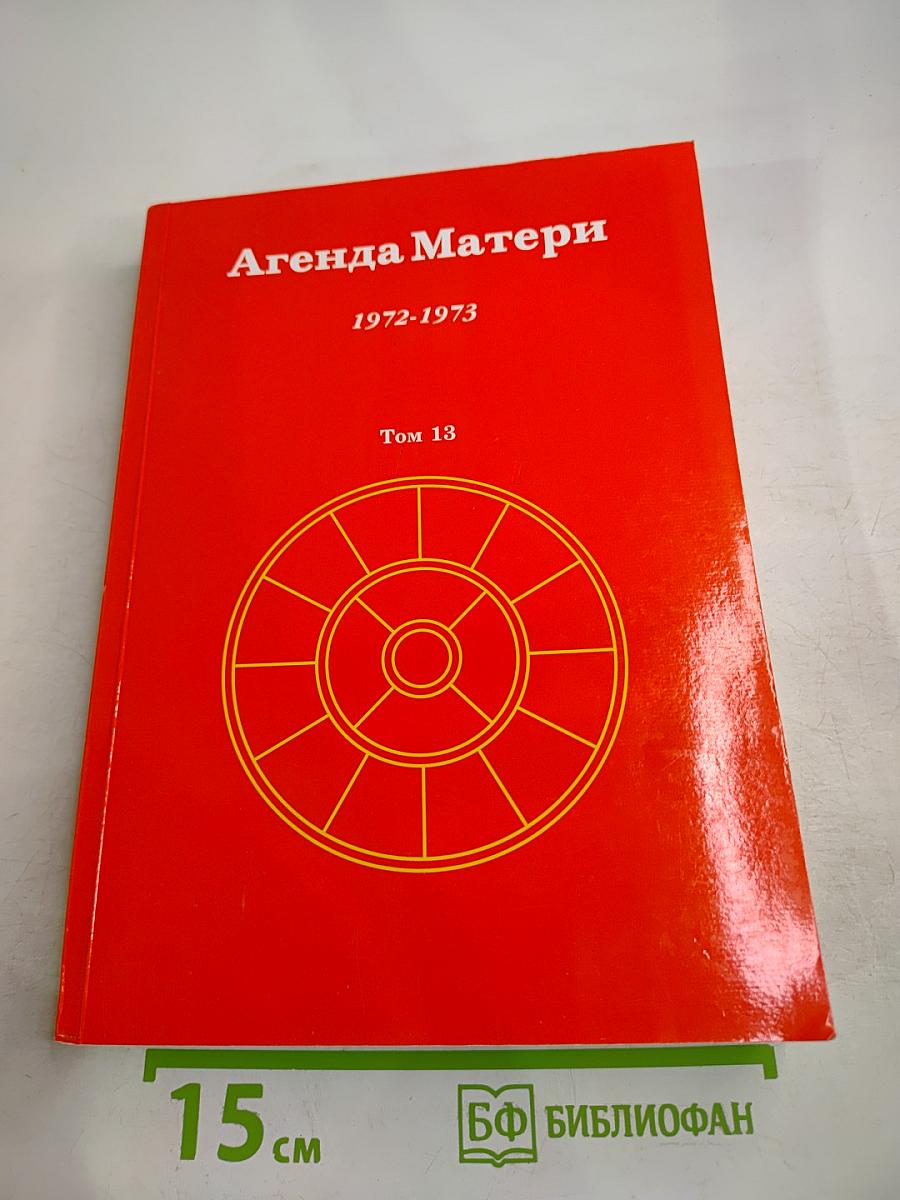 Агенда Матери
1972-1973
Том 13
15 см
БФ БИБЛИОФАН